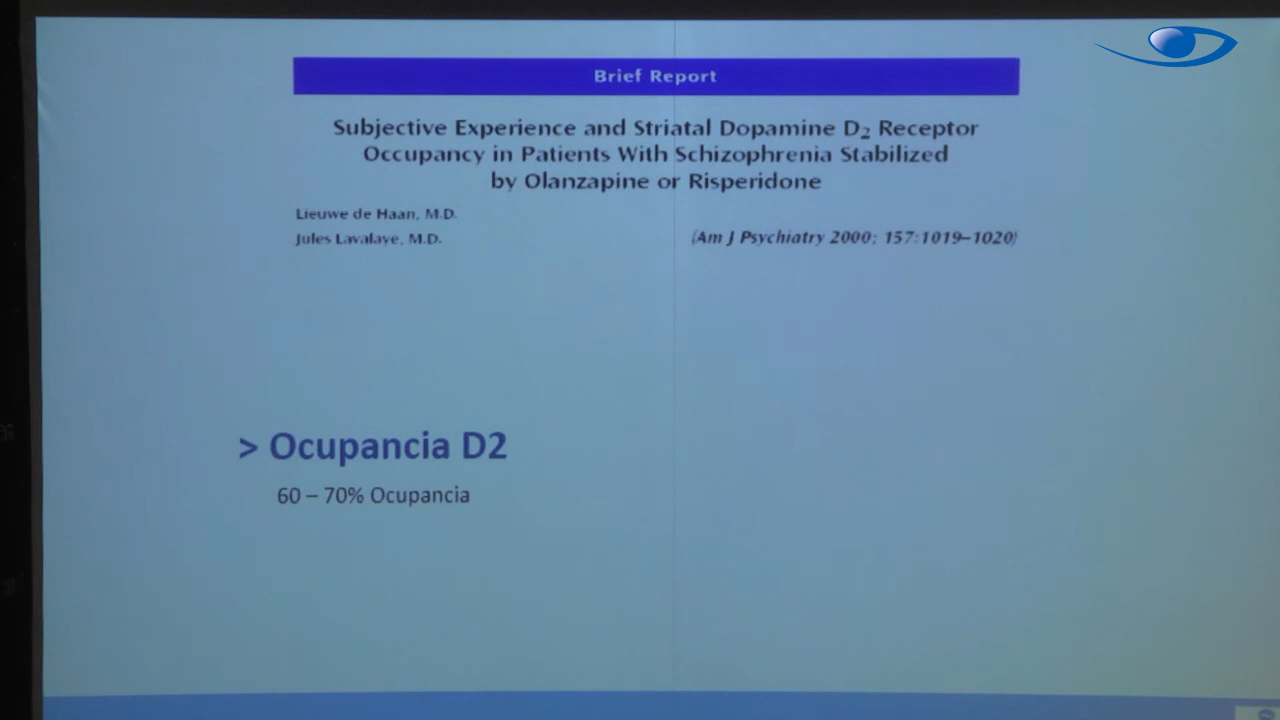 Brief Report
Subjective Experience and Striatal Dopamine D₂ Receptor
Occupancy in Patients With Schizophrenia Stabilized
by Olanzapine or Risperidone
Lieuwe de Haan, M.D.
Jules Lavalaye, M.D.
(Am J Psychiatry 2000; 157:1019–1020)
> Ocupancia D2
60 – 70% Ocupancia